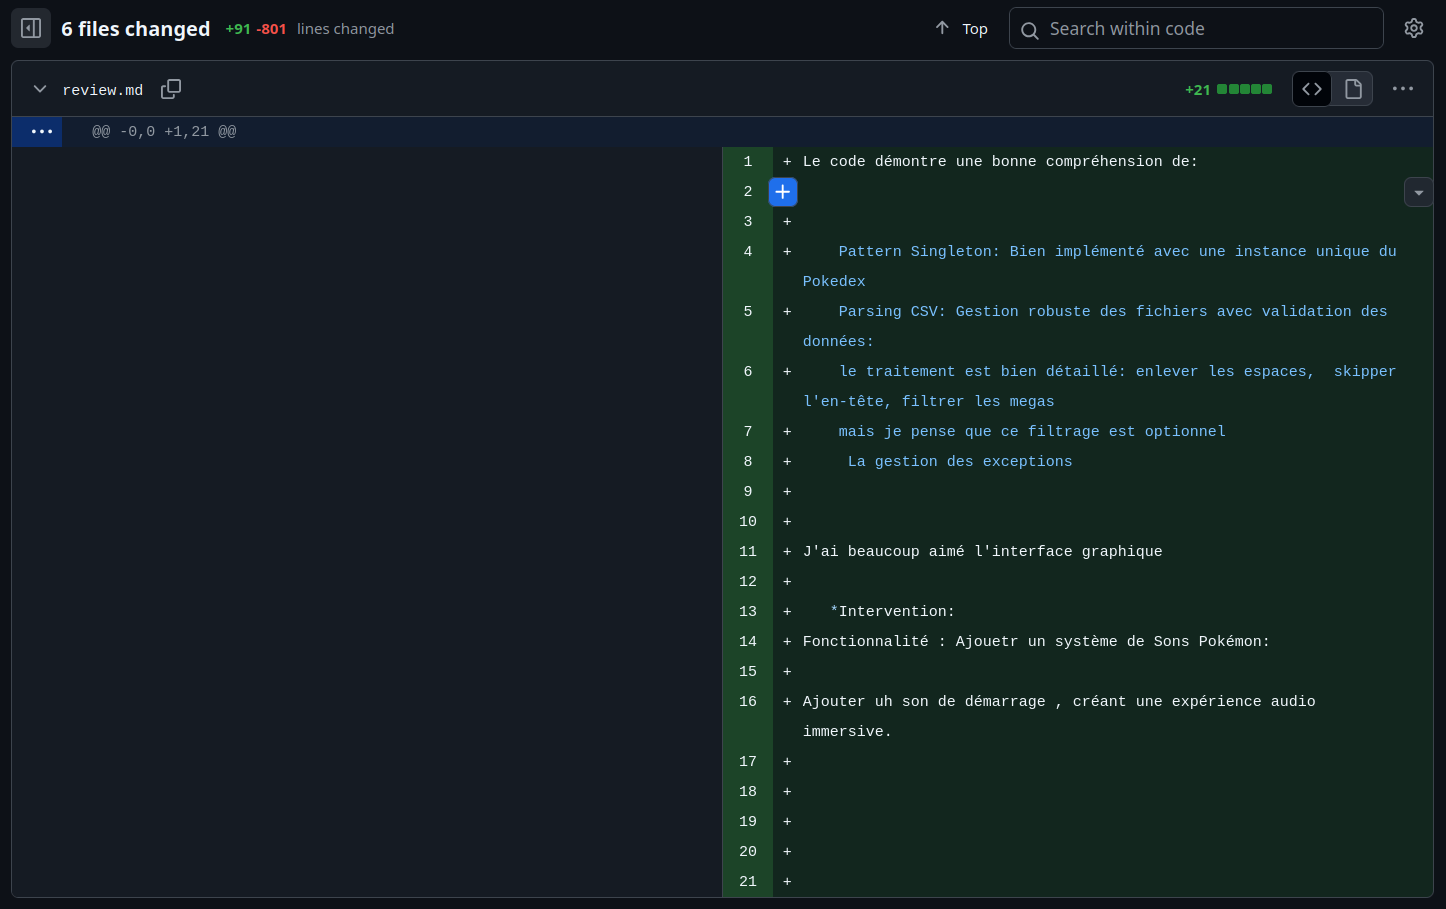 6 files changed +91 -801 lines changed Top Search within code
review.md +21
@@ -0,0 +1,21 @@
1 + Le code démontre une bonne compréhension de:
2
3 +
4 + Pattern Singleton: Bien implémenté avec une instance unique du
Pokedex
5 + Parsing CSV: Gestion robuste des fichiers avec validation des
données:
6 + le traitement est bien détaillé: enlever les espaces,  skipper
l'en-tête, filtrer les megas
7 + mais je pense que ce filtrage est optionnel
8 + La gestion des exceptions
9 +
10 +
11 + J'ai beaucoup aimé l'interface graphique
12 +
13 + *Intervention:
14 + Fonctionnalité : Ajouetr un système de Sons Pokémon:
15 +
16 + Ajouter uh son de démarrage , créant une expérience audio
immersive.
17 +
18 +
19 +
20 +
21 +